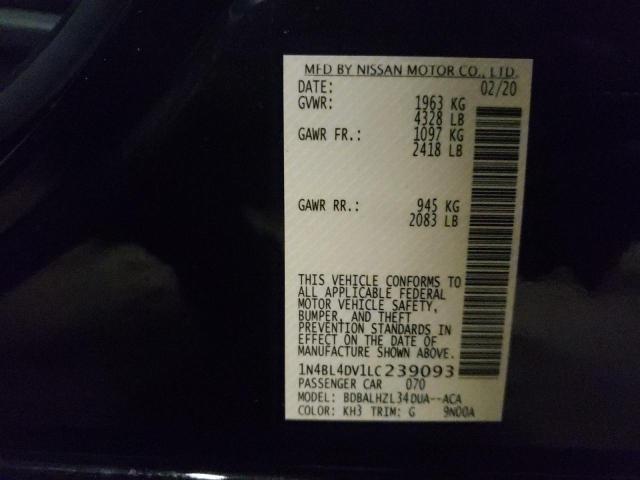 MFD BY NISSAN MOTOR CO., LTD.
DATE: 02/20
GVWR: 1963 KG
4328 LB
GAWR FR.: 1097 KG
2418 LB
GAWR RR.: 945 KG
2083 LB
THIS VEHICLE CONFORMS TO
ALL APPLICABLE FEDERAL
MOTOR VEHICLE SAFETY,
BUMPER, AND THEFT
PREVENTION STANDARDS IN
EFFECT ON THE DATE OF
MANUFACTURE SHOWN ABOVE.
1N4BL4DV1LC239093
PASSENGER CAR 070
MODEL: BDBALHZL34DUA--ACA
COLOR: KH3 TRIM: G 9N00A